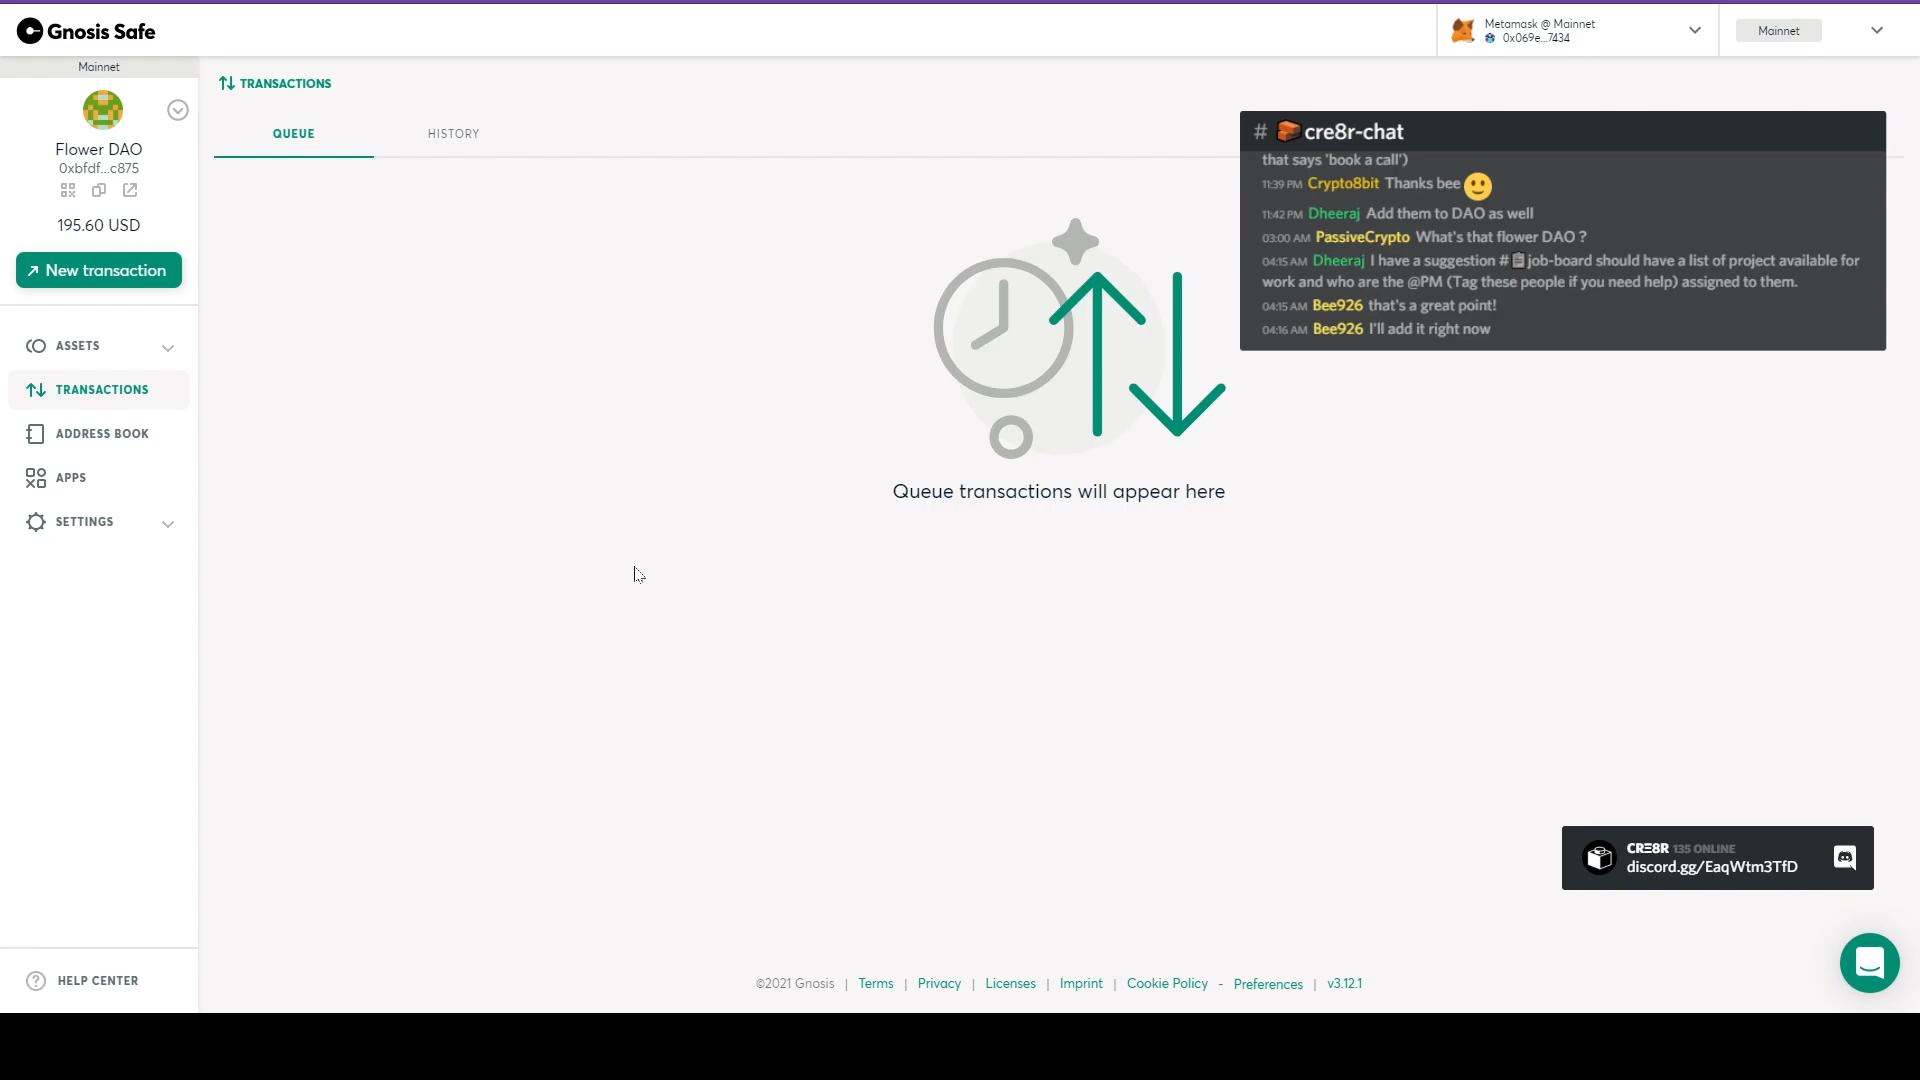 Gnosis Safe
Metamask @ Mainnet
0x069e...7434
Mainnet
Mainnet
Flower DAO
0xbfdf...c875
195.60 USD
New transaction
ASSETS
TRANSACTIONS
ADDRESS BOOK
APPS
SETTINGS
HELP CENTER
TRANSACTIONS
QUEUE
HISTORY
Queue transactions will appear here
# cre8r-chat
that says 'book a call')
11:39 PM Crypto8bit Thanks bee
11:42 PM Dheeraj Add them to DAO as well
03:00 AM PassiveCrypto What's that flower DAO ?
04:15 AM Dheeraj I have a suggestion # job-board should have a list of project available for
work and who are the @PM (Tag these people if you need help) assigned to them.
04:15 AM Bee926 that's a great point!
04:16 AM Bee926 I'll add it right now
CRΞ8R 135 ONLINE
discord.gg/EaqWtm3TfD
©2021 Gnosis | Terms | Privacy | Licenses | Imprint | Cookie Policy - Preferences | v3.12.1